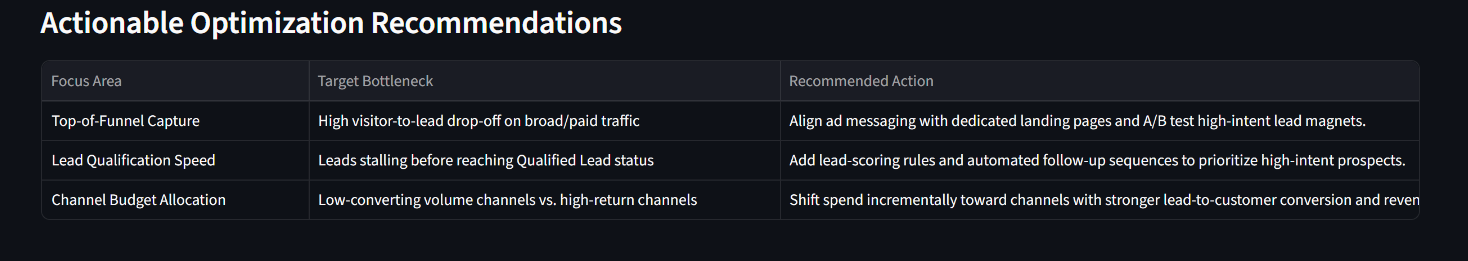 Actionable Optimization Recommendations
Focus Area Target Bottleneck Recommended Action
Top-of-Funnel Capture High visitor-to-lead drop-off on broad/paid traffic Align ad messaging with dedicated landing pages and A/B test high-intent lead magnets.
Lead Qualification Speed Leads stalling before reaching Qualified Lead status Add lead-scoring rules and automated follow-up sequences to prioritize high-intent prospects.
Channel Budget Allocation Low-converting volume channels vs. high-return channels Shift spend incrementally toward channels with stronger lead-to-customer conversion and